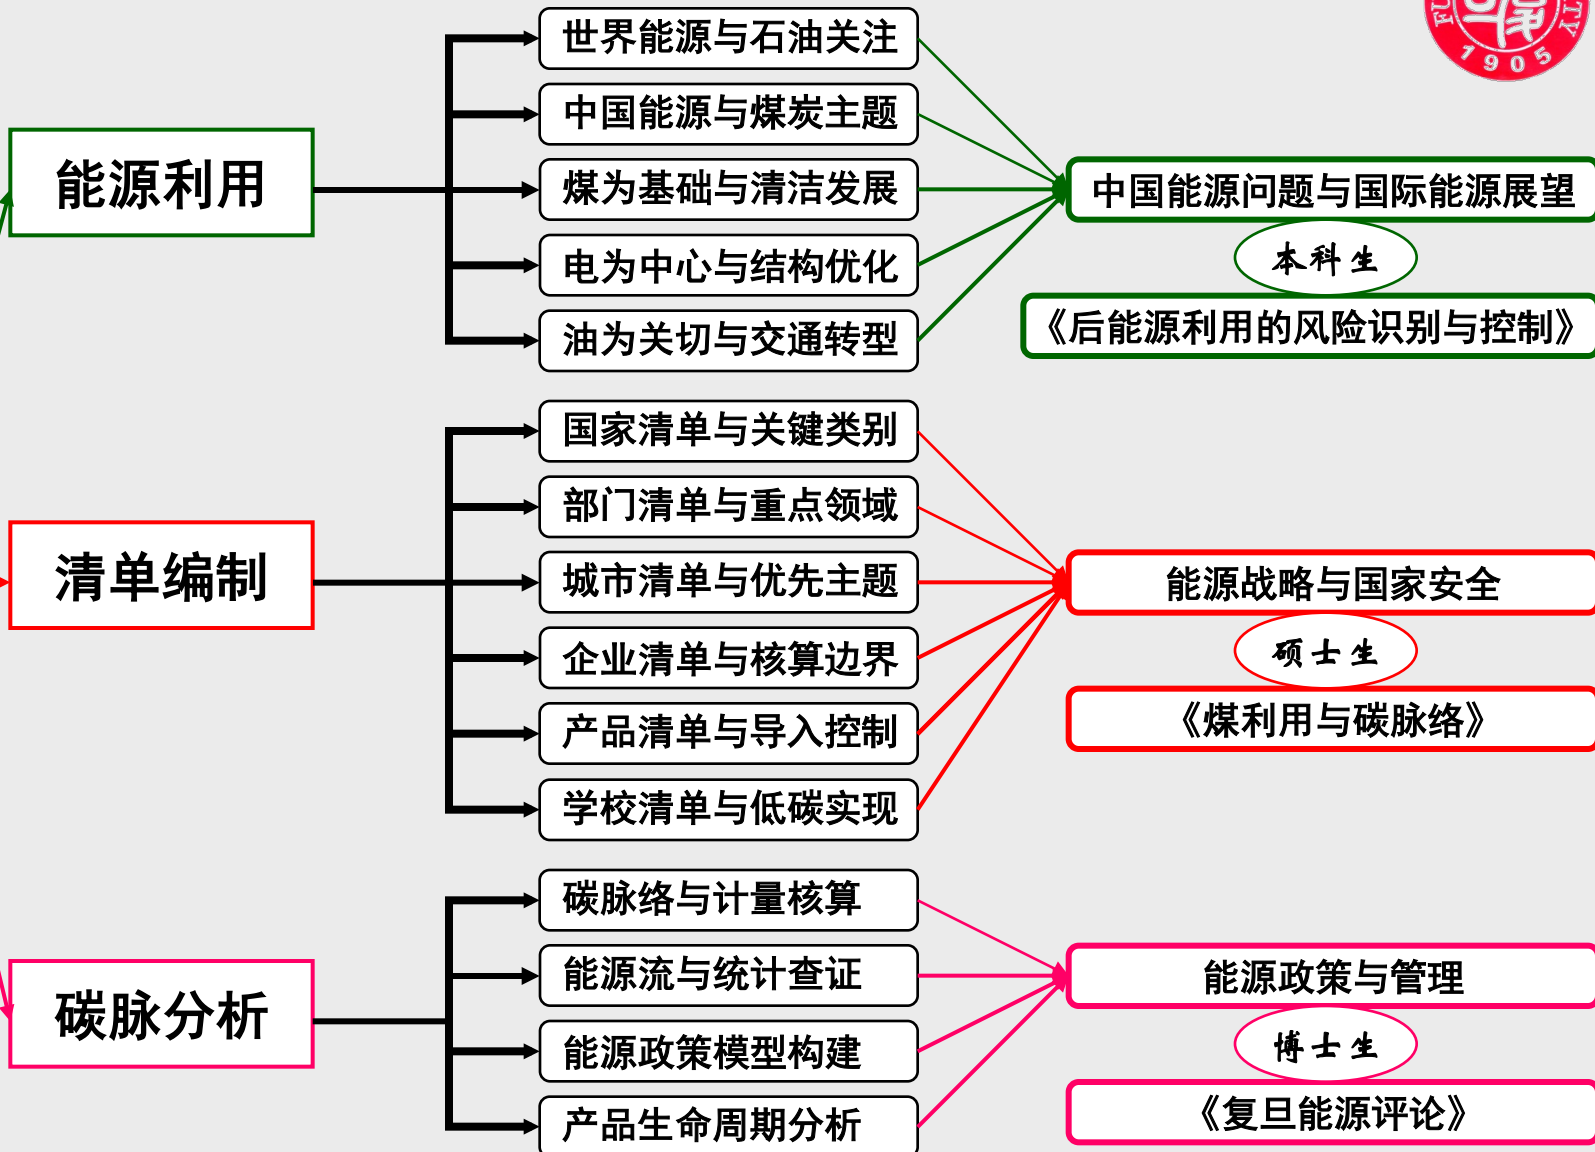 能源利用
世界能源与石油关注
中国能源与煤炭主题
煤为基础与清洁发展
电为中心与结构优化
油为关切与交通转型
中国能源问题与国际能源展望
本科生
《后能源利用的风险识别与控制》
清单编制
国家清单与关键类别
部门清单与重点领域
城市清单与优先主题
企业清单与核算边界
产品清单与导入控制
学校清单与低碳实现
能源战略与国家安全
硕士生
《煤利用与碳脉络》
碳脉分析
碳脉络与计量核算
能源流与统计查证
能源政策模型构建
产品生命周期分析
能源政策与管理
博士生
《复旦能源评论》
1905